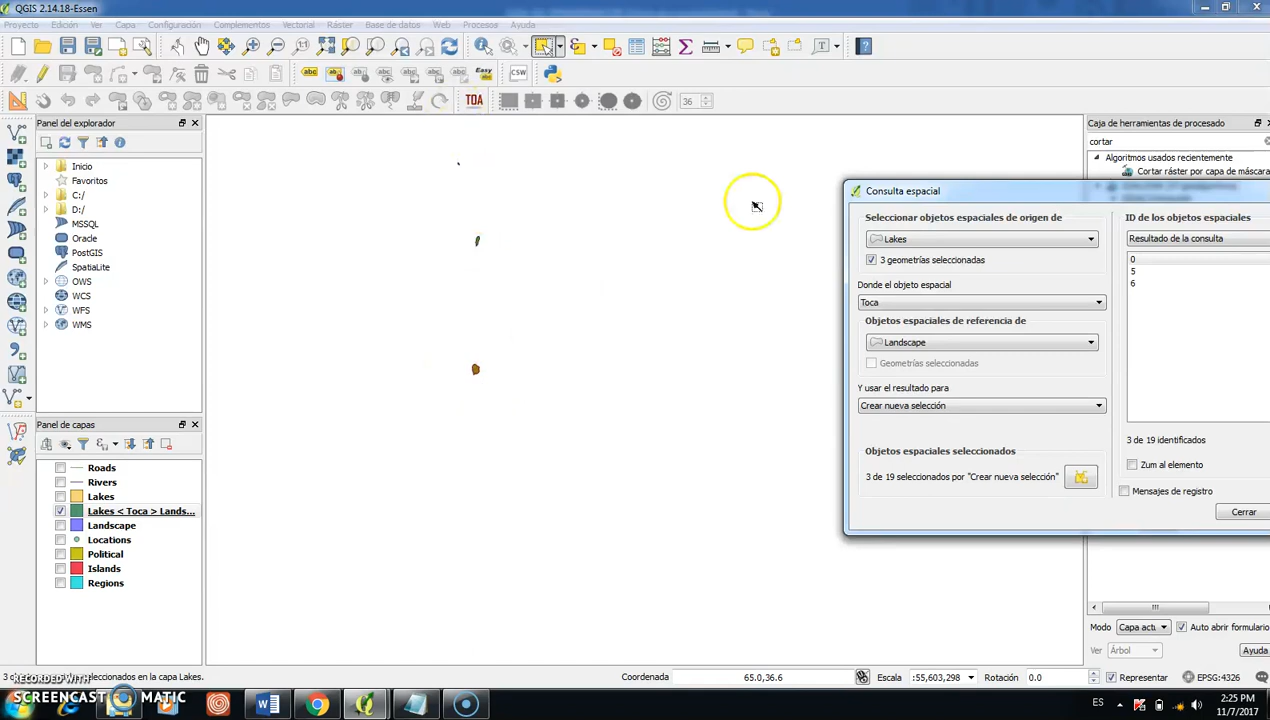 QGIS 2.14.18-Essen
Proyecto Edición Ver Capa Configuración Complementos Vectorial Ráster Base de datos Web Procesos Ayuda
CSW
TOA
36
Panel del explorador
Inicio
Favoritos
C:/
D:/
MSSQL
Oracle
PostGIS
SpatiaLite
OWS
WCS
WFS
WMS
Panel de capas
Roads
Rivers
Lakes
Lakes < Toca > Lands...
Landscape
Locations
Political
Islands
Regions
Caja de herramientas de procesado
cortar
Algoritmos usados recientemente
Cortar ráster por capa de máscara
Consulta espacial
Seleccionar objetos espaciales de origen de
Lakes
3 geometrías seleccionadas
Donde el objeto espacial
Toca
Objetos espaciales de referencia de
Landscape
Geometrías seleccionadas
Y usar el resultado para
Crear nueva selección
Objetos espaciales seleccionados
3 de 19 seleccionados por "Crear nueva selección"
ID de los objetos espaciales
Resultado de la consulta
0
5
6
3 de 19 identificados
Zum al elemento
Mensajes de registro
Cerrar
Modo Capa acti Auto abrir formulario
Ver Árbol Ayuda
en la capa Lakes.
Coordenada 65.0,36.6 Escala :55,603,298 Rotación 0.0 Representar EPSG:4326
RECORDED WITH
SCREENCAST MATIC
ES
2:25 PM
11/7/2017